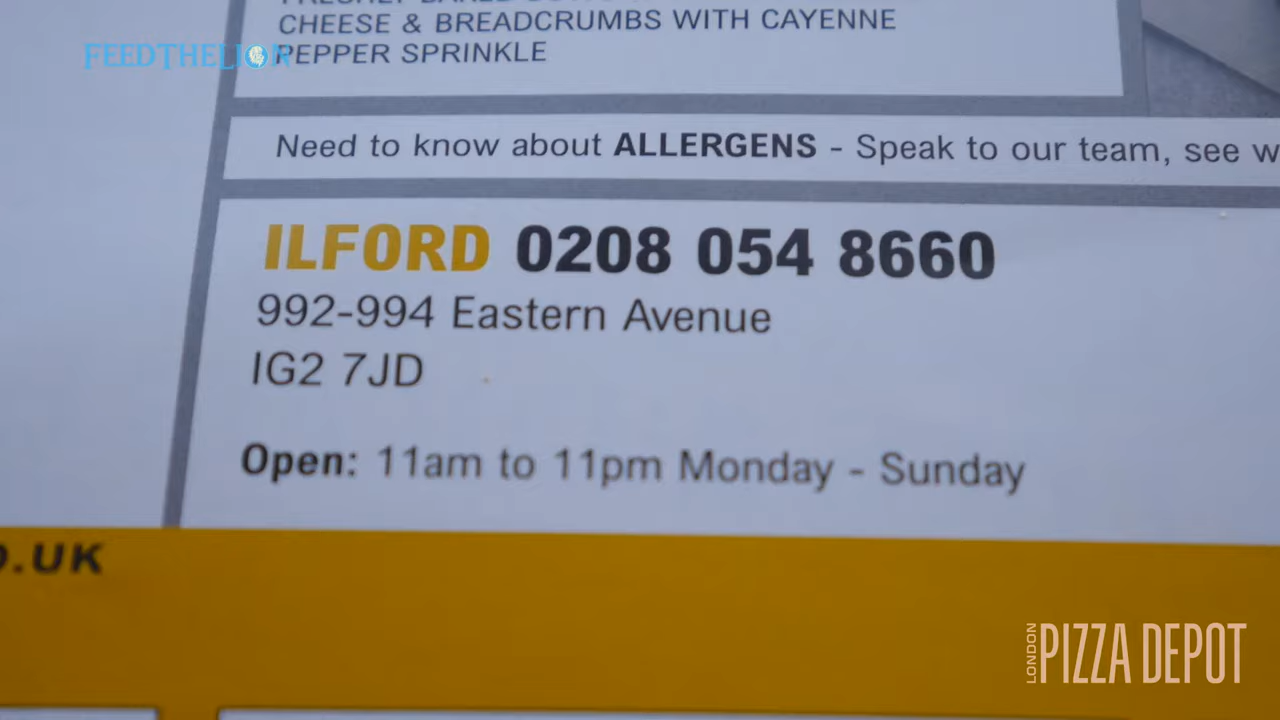 CHEESE & BREADCRUMBS WITH CAYENNE
PEPPER SPRINKLE
FEEDTHELION
Need to know about ALLERGENS - Speak to our team, see
ILFORD 0208 054 8660
992-994 Eastern Avenue
IG2 7JD
Open: 11am to 11pm Monday - Sunday
.UK
LONDON
PIZZA DEPOT